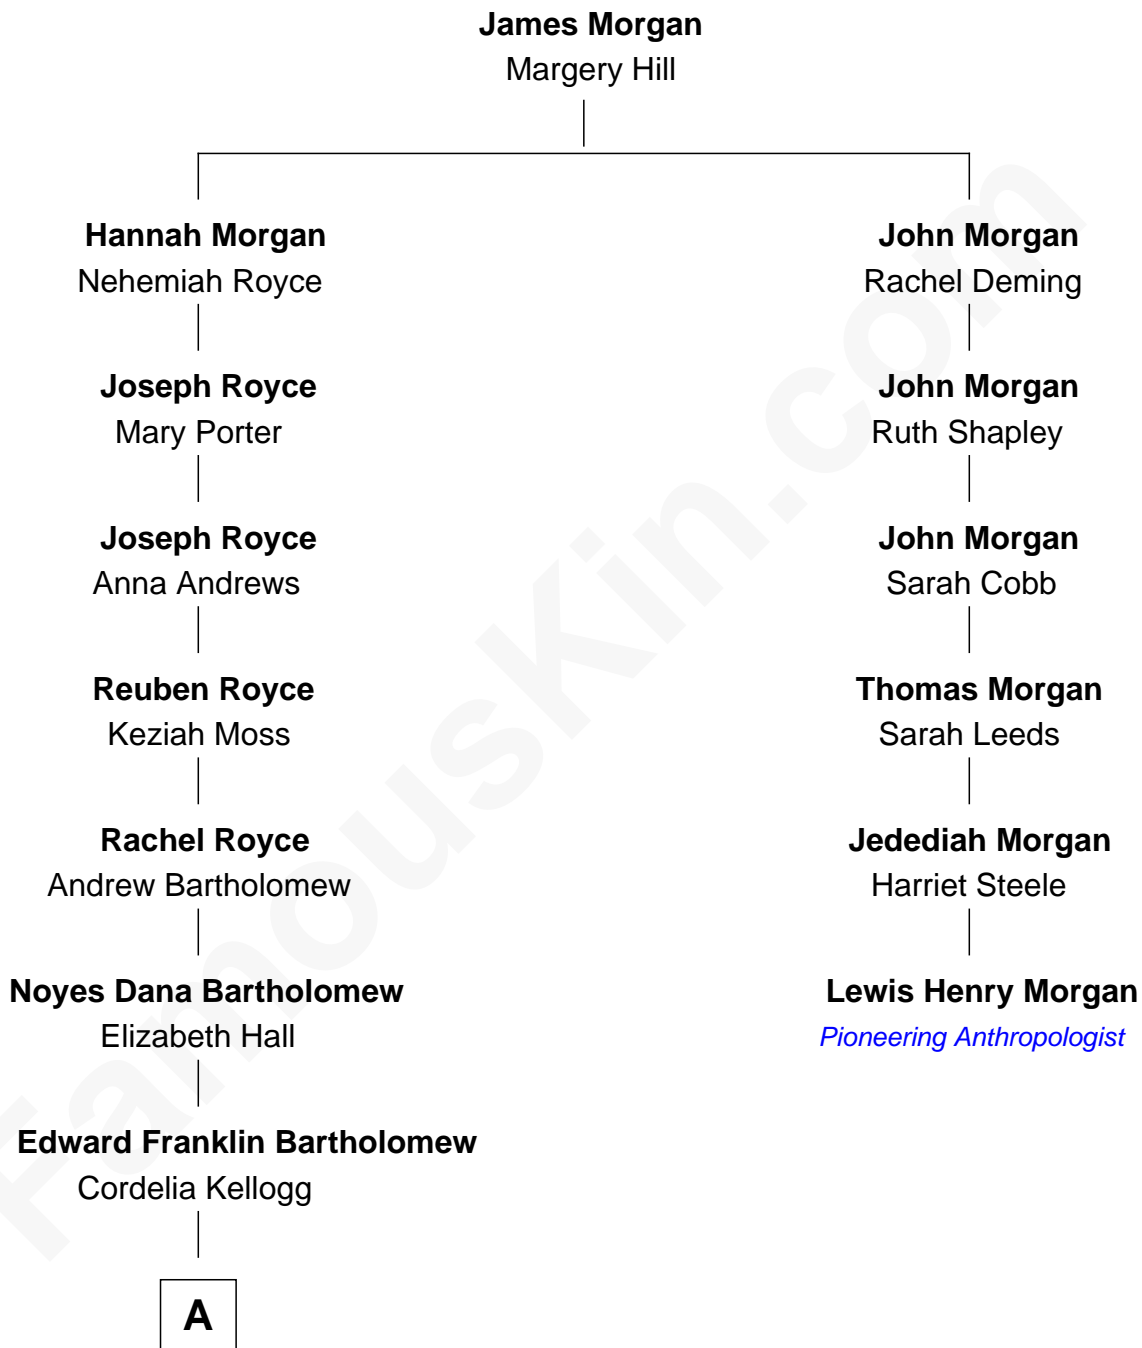 James Morgan
Margery Hill
Hannah Morgan
Nehemiah Royce
Joseph Royce
Mary Porter
Joseph Royce
Anna Andrews
Reuben Royce
Keziah Moss
Rachel Royce
Andrew Bartholomew
Noyes Dana Bartholomew
Elizabeth Hall
Edward Franklin Bartholomew
Cordelia Kellogg
A
John Morgan
Rachel Deming
John Morgan
Ruth Shapley
John Morgan
Sarah Cobb
Thomas Morgan
Sarah Leeds
Jedediah Morgan
Harriet Steele
Lewis Henry Morgan
Pioneering Anthropologist
FamousKin.com